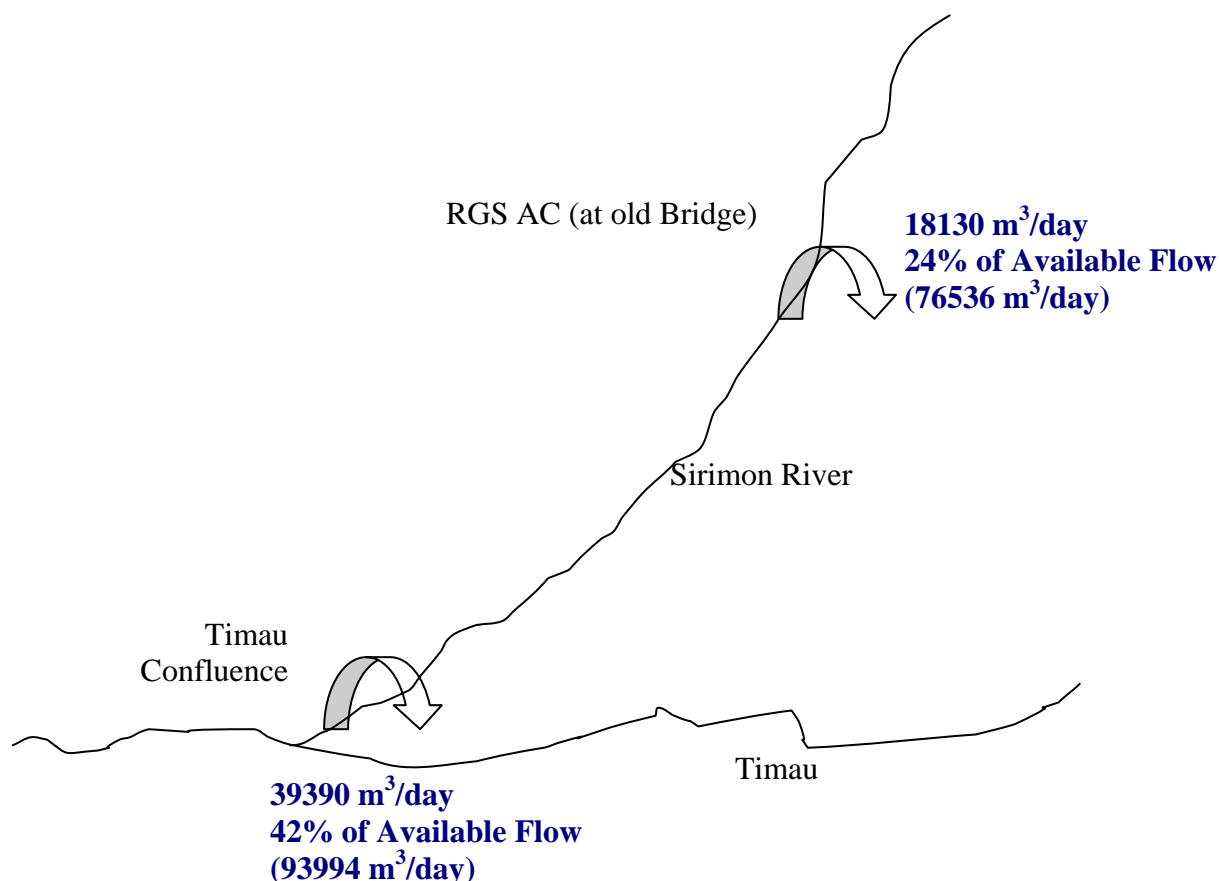 RGS AC (at old Bridge)
18130 m³/day
24% of Available Flow
(76536 m³/day)
Sirimon River
Timau
Confluence
Timau
39390 m³/day
42% of Available Flow
(93994 m³/day)